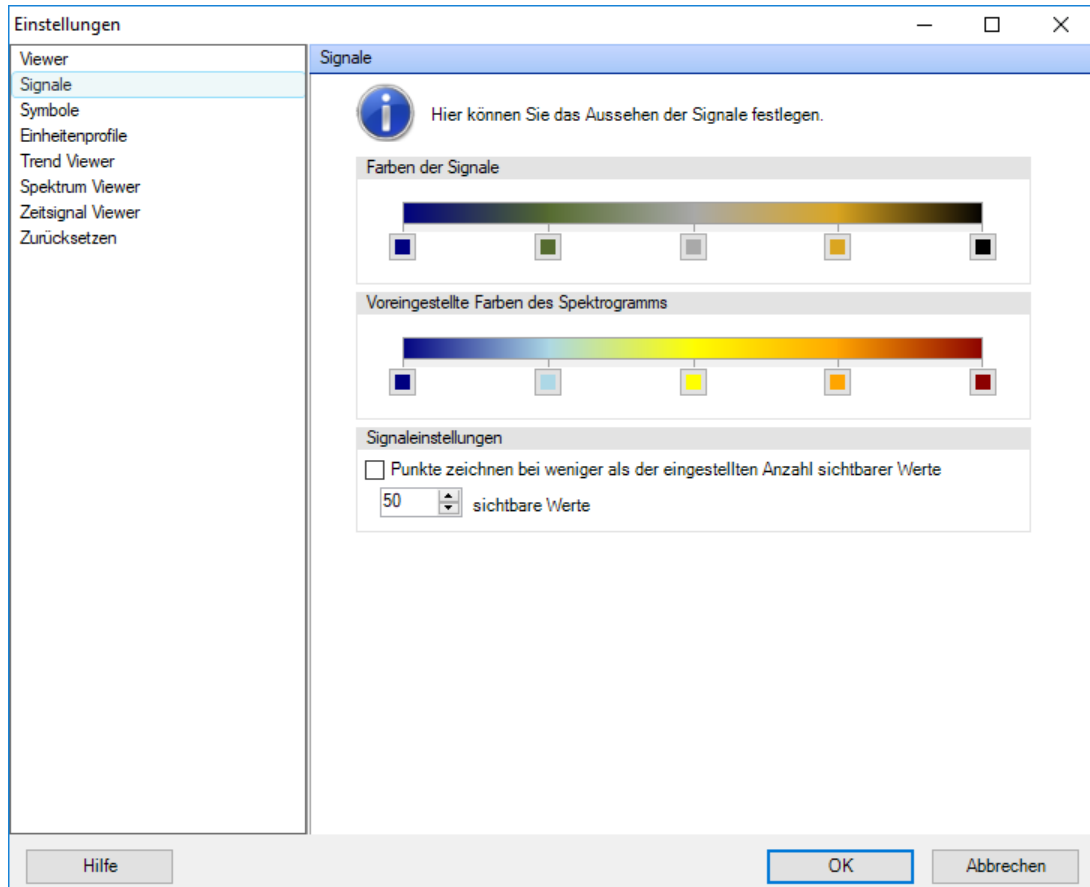 Einstellungen
Viewer
Signale
Symbole
Einheitenprofile
Trend Viewer
Spektrum Viewer
Zeitsignal Viewer
Zurücksetzen
Signale
Hier können Sie das Aussehen der Signale festlegen.
Farben der Signale
Voreingestellte Farben des Spektrogramms
Signaleinstellungen
Punkte zeichnen bei weniger als der eingestellten Anzahl sichtbarer Werte
50 sichtbare Werte
Hilfe OK Abbrechen